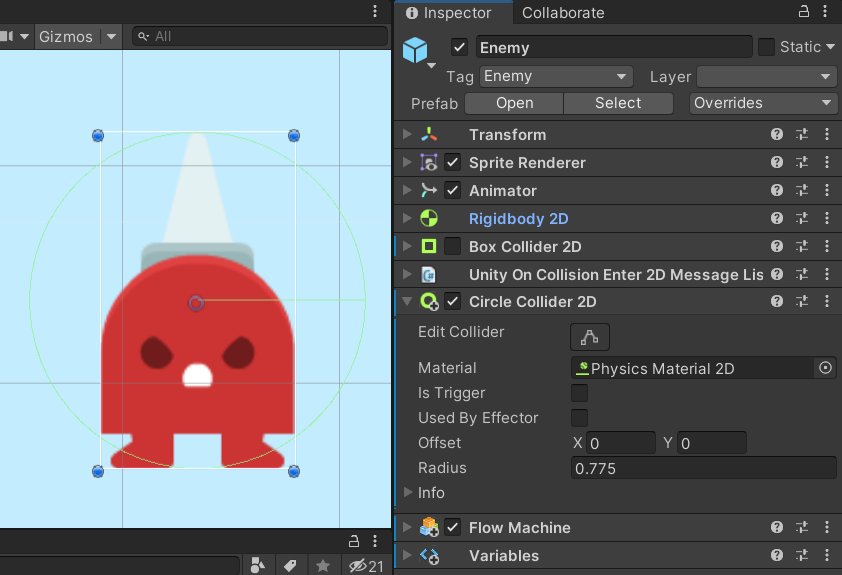 Inspector
Collaborate
Gizmos
All
Enemy
Static
Tag Enemy
Layer
Prefab Open Select Overrides
Transform
Sprite Renderer
Animator
Rigidbody 2D
Box Collider 2D
Unity On Collision Enter 2D Message Lis
Circle Collider 2D
Edit Collider
Material Physics Material 2D
Is Trigger
Used By Effector
Offset X 0 Y 0
Radius 0.775
Info
Flow Machine
Variables
21